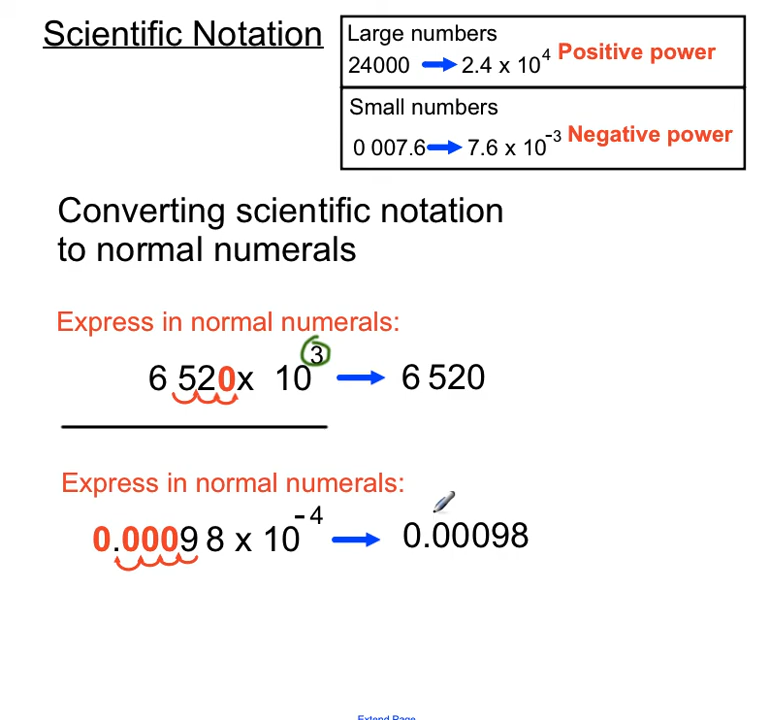 Scientific Notation
Large numbers
24000 → 2.4 x 10⁴ Positive power
Small numbers
0 007.6 → 7.6 x 10⁻³ Negative power
Converting scientific notation
to normal numerals
Express in normal numerals:
6 520x 10³ → 6 520
Express in normal numerals:
0.0009 8 x 10⁻⁴ → 0.00098
Extend Page